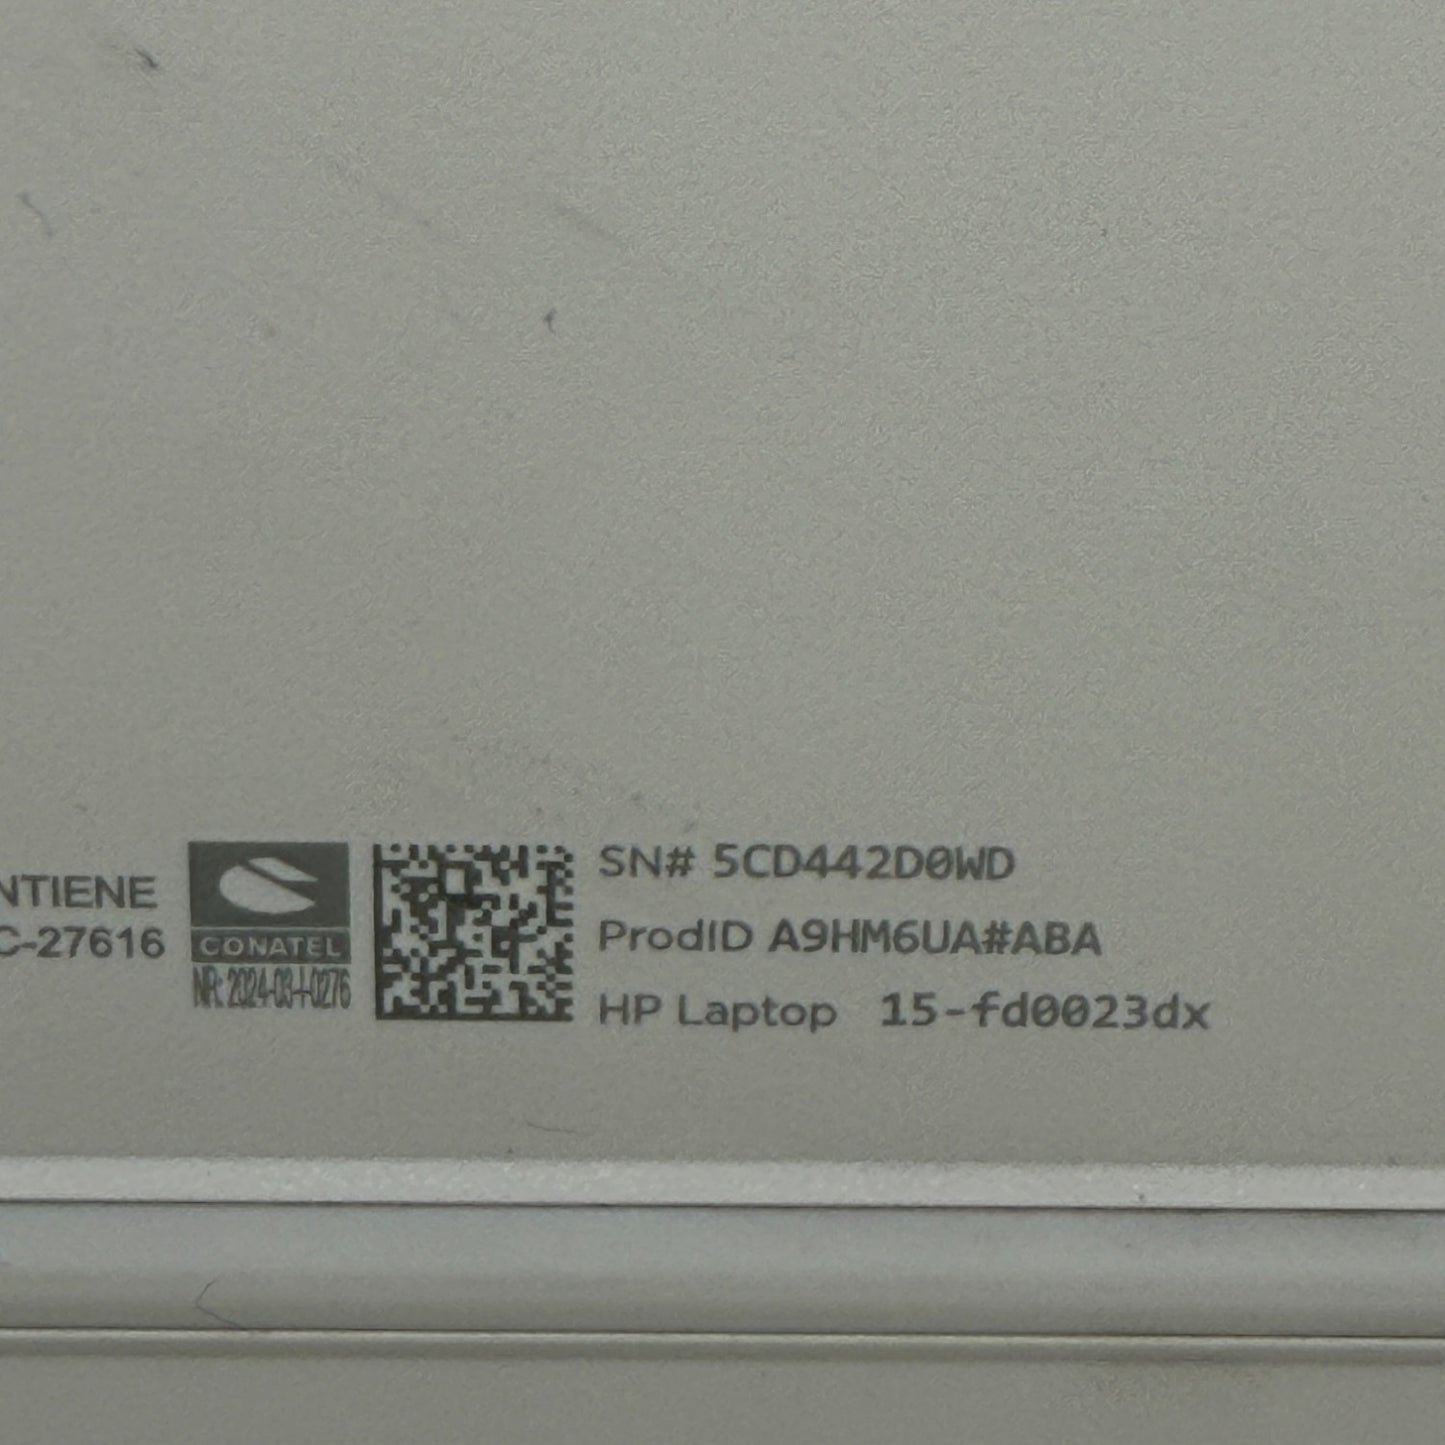 NTIENE
C-27616
CONATEL
NR: 2024-03-I-0276
SN# 5CD442D0WD
ProdID A9HM6UA#ABA
HP Laptop 15-fd0023dx